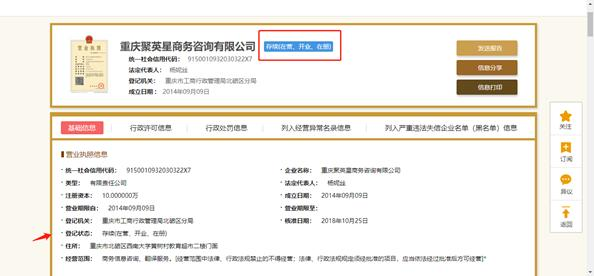 营业执照
重庆聚英星商务咨询有限公司 存续(在营、开业、在册)
统一社会信用代码： 9150010932030322X7
法定代表人： 杨妮丝
登记机关： 重庆市工商行政管理局北碚区分局
成立日期： 2014年09月09日
发送报告
信息分享
信息打印
基础信息 行政许可信息 行政处罚信息 列入经营异常名录信息 列入严重违法失信企业名单（黑名单）信息
营业执照信息
· 统一社会信用代码： 9150010932030322X7 · 企业名称： 重庆聚英星商务咨询有限公司
· 类型： 有限责任公司 · 法定代表人： 杨妮丝
· 注册资本： 10.000000万 · 成立日期： 2014年09月09日
· 营业期限自： 2014年09月09日 · 营业期限至：
· 登记机关： 重庆市工商行政管理局北碚区分局 · 核准日期： 2018年10月25日
· 登记状态： 存续(在营、开业、在册)
· 住所： 重庆市北碚区西南大学黄树村教育超市二楼门面
· 经营范围： 商务信息咨询、翻译服务。[经营范围中法律、行政法规禁止的不得经营；法律、行政法规规定须经批准的项目，应当依法经过批准后方可经营]*
关注
订阅
异议
返回